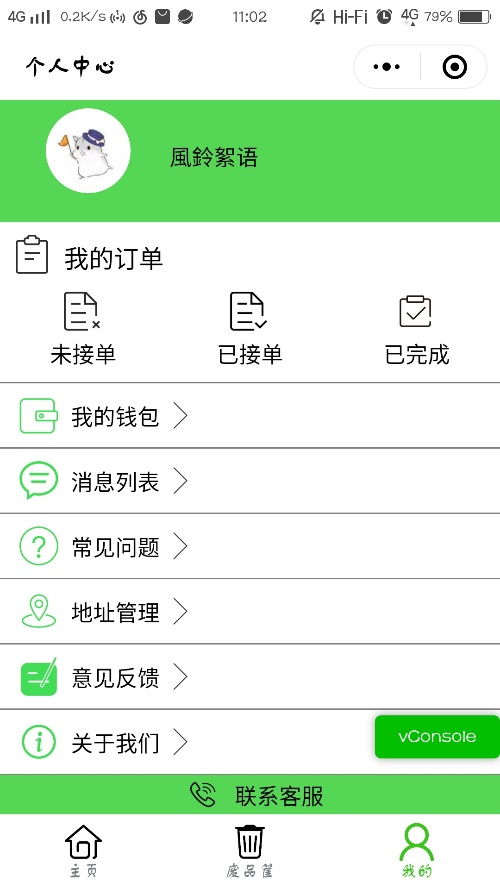 4G 0.2K/s 11:02 Hi-Fi 4G 79%
个人中心
風鈴絮语
我的订单
未接单 已接单 已完成
我的钱包
消息列表
常见问题
地址管理
意见反馈
关于我们
vConsole
联系客服
主页 废品筐 我的